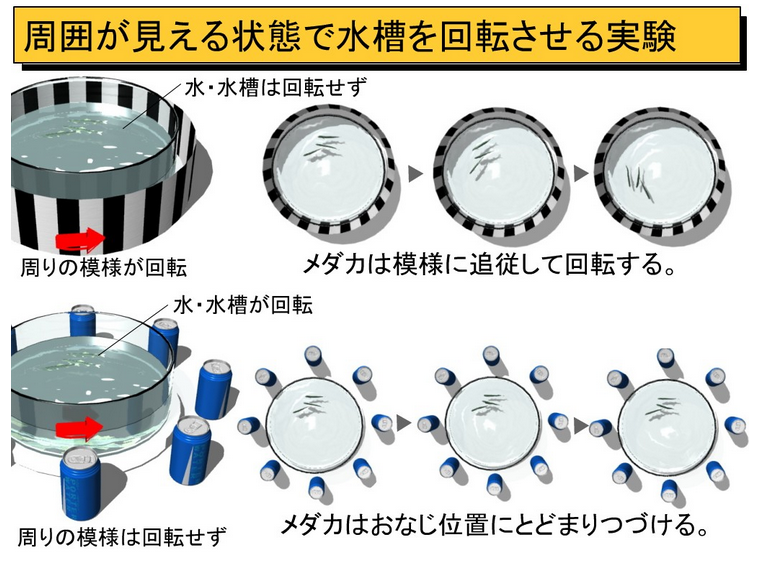 周囲が見える状態で水槽を回転させる実験
水・水槽は回転せず
周りの模様が回転
メダカは模様に追従して回転する。
水・水槽が回転
周りの模様は回転せず
メダカはおなじ位置にとどまりつづける。